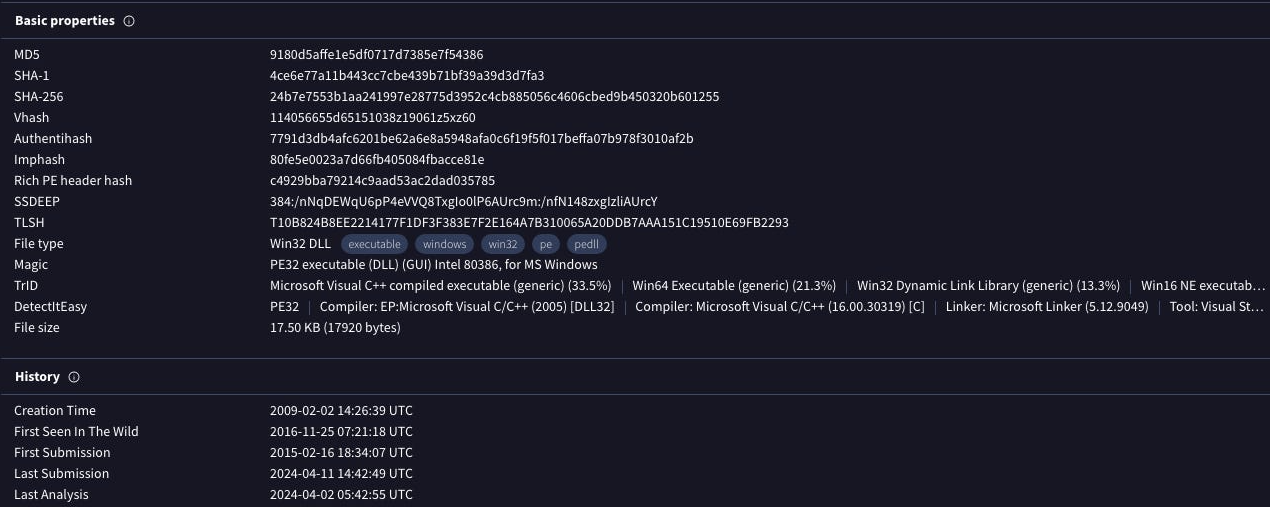 Basic properties
MD5 9180d5affe1e5df0717d7385e7f54386
SHA-1 4ce6e77a11b443cc7cbe439b71bf39a39d3d7fa3
SHA-256 24b7e7553b1aa241997e28775d3952c4cb885056c4606cbed9b450320b601255
Vhash 114056655d65151038z19061z5xz60
Authentihash 7791d3db4afc6201be62a6e8a5948afa0c6f19f5f017beffa07b978f3010af2b
Imphash 80fe5e0023a7d66fb405084fbacce81e
Rich PE header hash c4929bba79214c9aad53ac2dad035785
SSDEEP 384:/nNqDEWqU6pP4eVVQ8TxgIo0lP6AUrc9m:/nfN148zxgIzliAUrcY
TLSH T10B824B8EE2214177F1DF3F383E7F2E164A7B310065A20DDB7AAA151C19510E69FB2293
File type Win32 DLL executable windows win32 pe pedll
Magic PE32 executable (DLL) (GUI) Intel 80386, for MS Windows
TrID Microsoft Visual C++ compiled executable (generic) (33.5%) | Win64 Executable (generic) (21.3%) | Win32 Dynamic Link Library (generic) (13.3%) | Win16 NE executab…
DetectItEasy PE32 | Compiler: EP:Microsoft Visual C/C++ (2005) [DLL32] | Compiler: Microsoft Visual C/C++ (16.00.30319) [C] | Linker: Microsoft Linker (5.12.9049) | Tool: Visual St…
File size 17.50 KB (17920 bytes)
History
Creation Time 2009-02-02 14:26:39 UTC
First Seen In The Wild 2016-11-25 07:21:18 UTC
First Submission 2015-02-16 18:34:07 UTC
Last Submission 2024-04-11 14:42:49 UTC
Last Analysis 2024-04-02 05:42:55 UTC